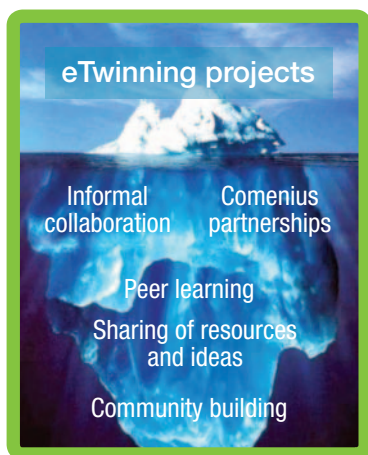 eTwinning projects
Informal
collaboration
Comenius
partnerships
Peer learning
Sharing of resources
and ideas
Community building